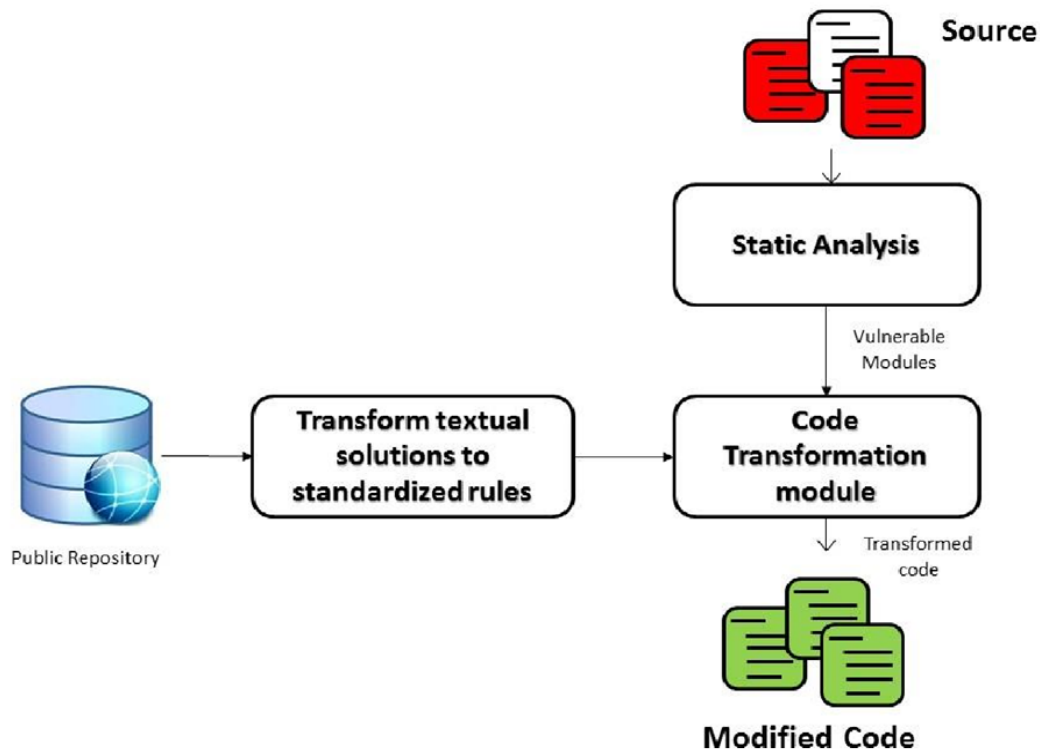 Source
Static Analysis
Vulnerable
Modules
Transform textual
solutions to
standardized rules
Code
Transformation
module
Public Repository
Transformed
code
Modified Code